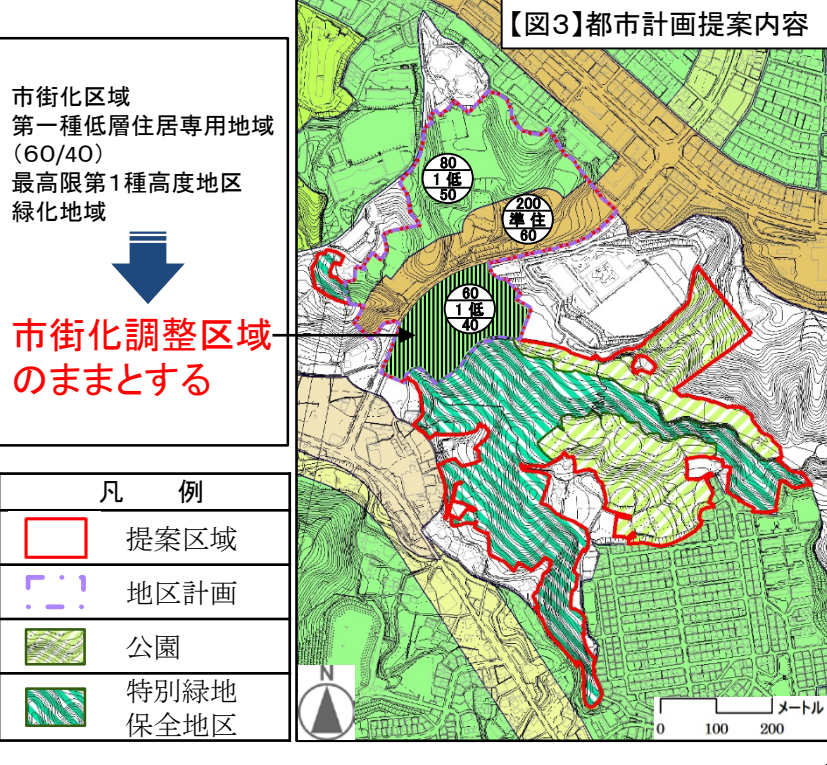 【図3】都市計画提案内容
市街化区域
第一種低層住居専用地域
(60/40)
最高限第1種高度地区
緑化地域
市街化調整区域
のままとする
80
1 低
50
200
準 住
60
60
1 低
40
凡 例
提案区域
地区計画
公園
特別緑地
保全地区
N
メートル
0 100 200